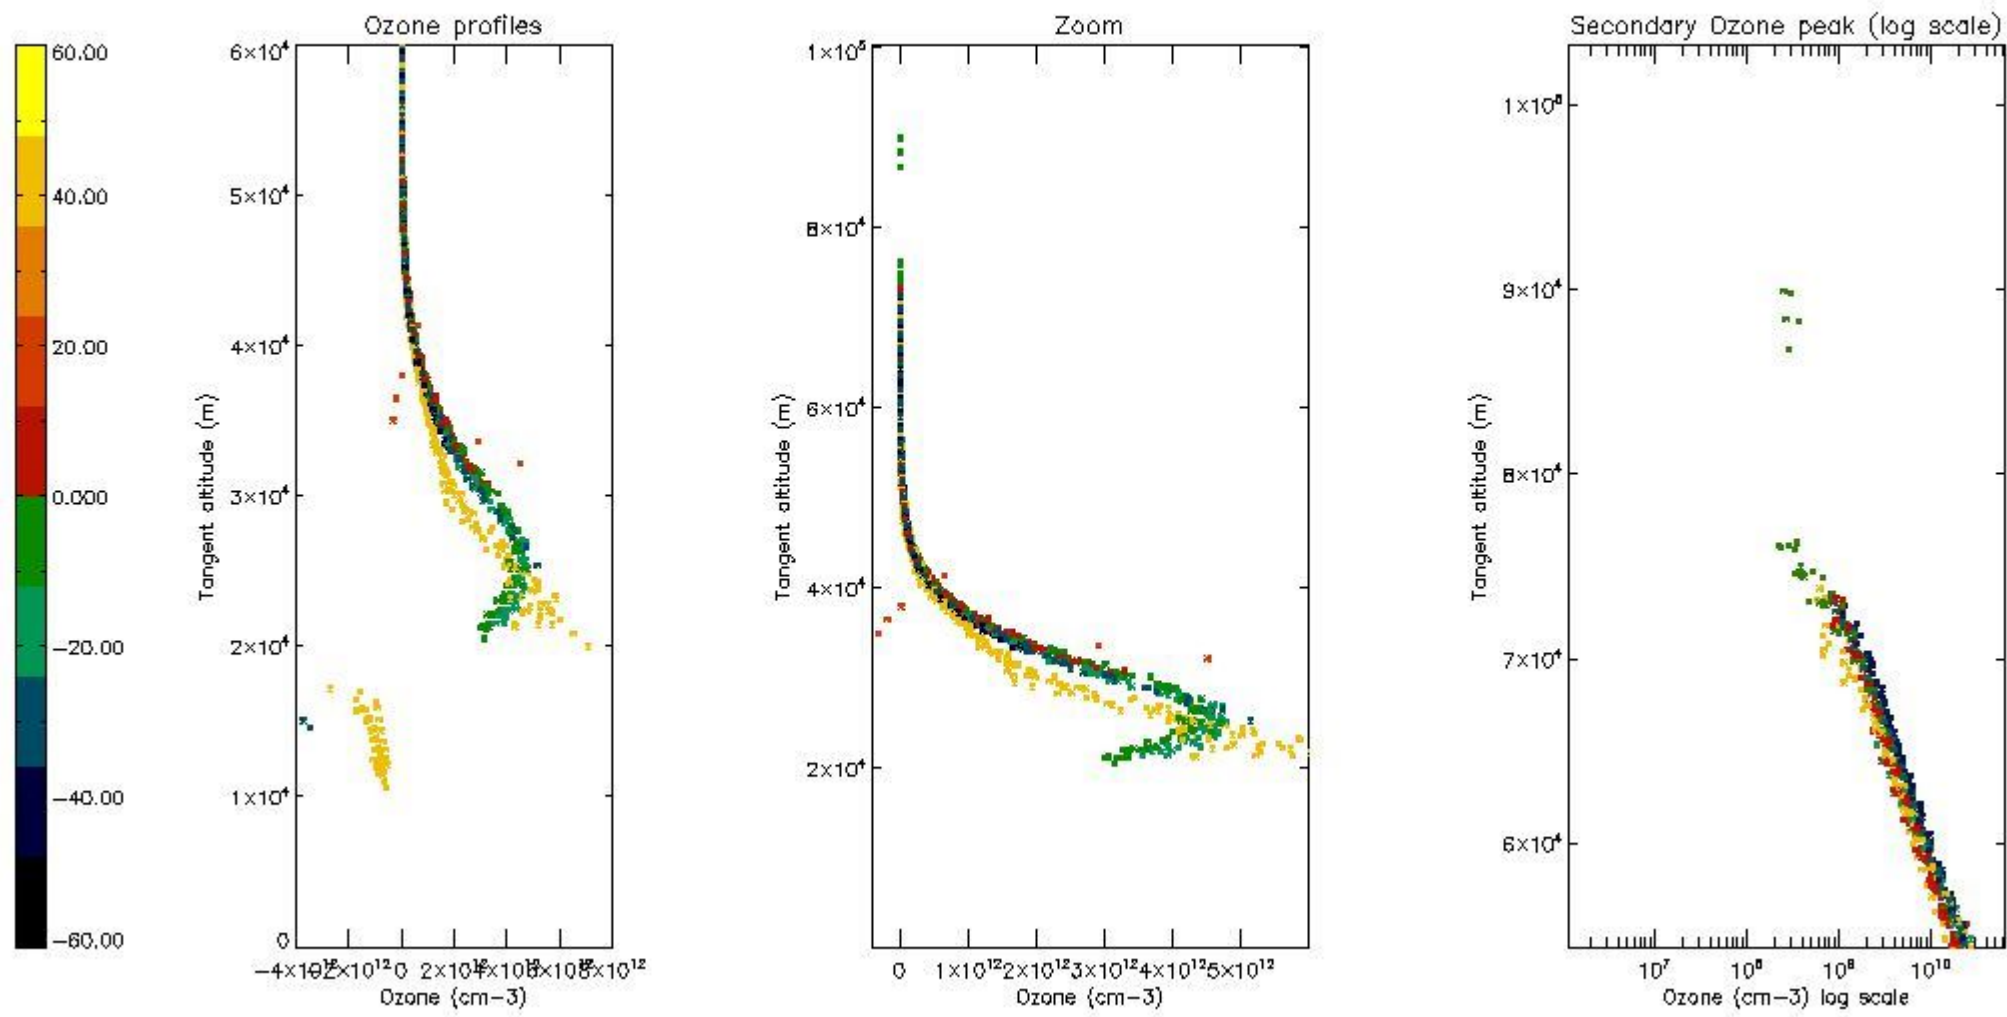 Ozone profiles
Zoom
Secondary Ozone peak (log scale)
60.00
40.00
20.00
−20.00
−40.00
−60.00
6×10⁴
5×10⁴
4×10⁴
3×10⁴
2×10⁴
1×10⁴
0
Tangent altitude (m)
0
Ozone (cm−3)
1×10⁵
8×10⁴
6×10⁴
4×10⁴
2×10⁴
Tangent altitude (m)
0 1×10¹² 2×10¹² 3×10¹² 4×10¹² 5×10¹²
Ozone (cm−3)
9×10⁴
8×10⁴
7×10⁴
6×10⁴
Tangent altitude (m)
10⁷ 10¹⁰
Ozone (cm−3) log scale